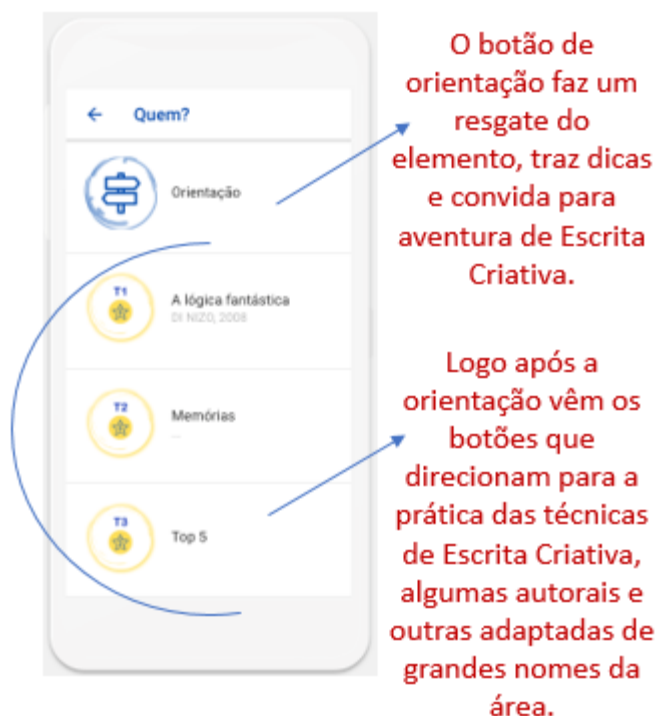 ← Quem?
Orientação
T1
A lógica fantástica
DI NIZO, 2008
T2
Memórias
...
T3
Top 5
O botão de
orientação faz um
resgate do
elemento, traz dicas
e convida para
aventura de Escrita
Criativa.
Logo após a
orientação vêm os
botões que
direcionam para a
prática das técnicas
de Escrita Criativa,
algumas autorais e
outras adaptadas de
grandes nomes da
área.